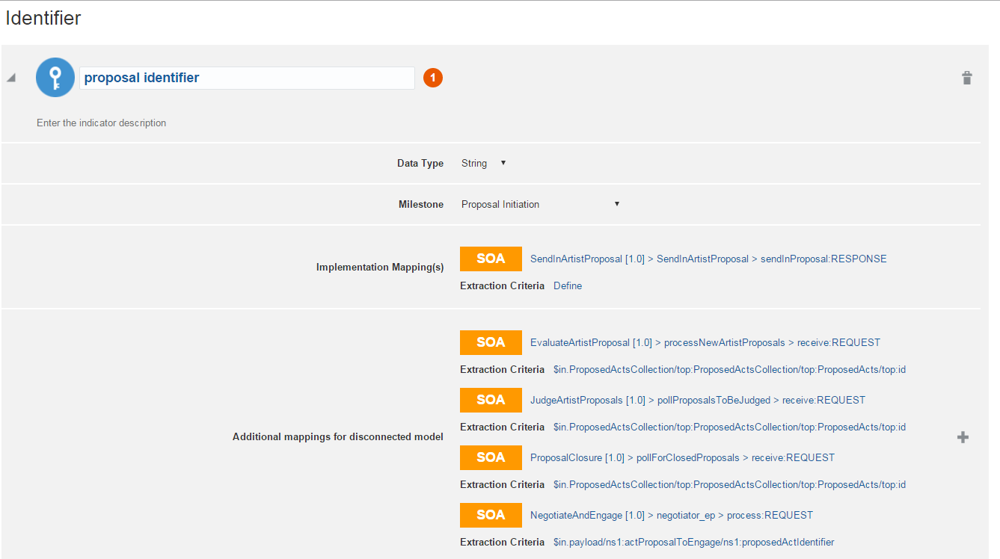 Identifier
proposal identifier 1
Enter the indicator description
Data Type String
Milestone Proposal Initiation
Implementation Mapping(s)
SOA SendInArtistProposal [1.0] > SendInArtistProposal > sendInProposal:RESPONSE
Extraction Criteria Define
Additional mappings for disconnected model
SOA EvaluateArtistProposal [1.0] > processNewArtistProposals > receive:REQUEST
Extraction Criteria $in.ProposedActsCollection/top:ProposedActsCollection/top:ProposedActs/top:id
SOA JudgeArtistProposals [1.0] > pollProposalsToBeJudged > receive:REQUEST
Extraction Criteria $in.ProposedActsCollection/top:ProposedActsCollection/top:ProposedActs/top:id
SOA ProposalClosure [1.0] > pollForClosedProposals > receive:REQUEST
Extraction Criteria $in.ProposedActsCollection/top:ProposedActsCollection/top:ProposedActs/top:id
SOA NegotiateAndEngage [1.0] > negotiator_ep > process:REQUEST
Extraction Criteria $in.payload/ns1:actProposalToEngage/ns1:proposedActIdentifier